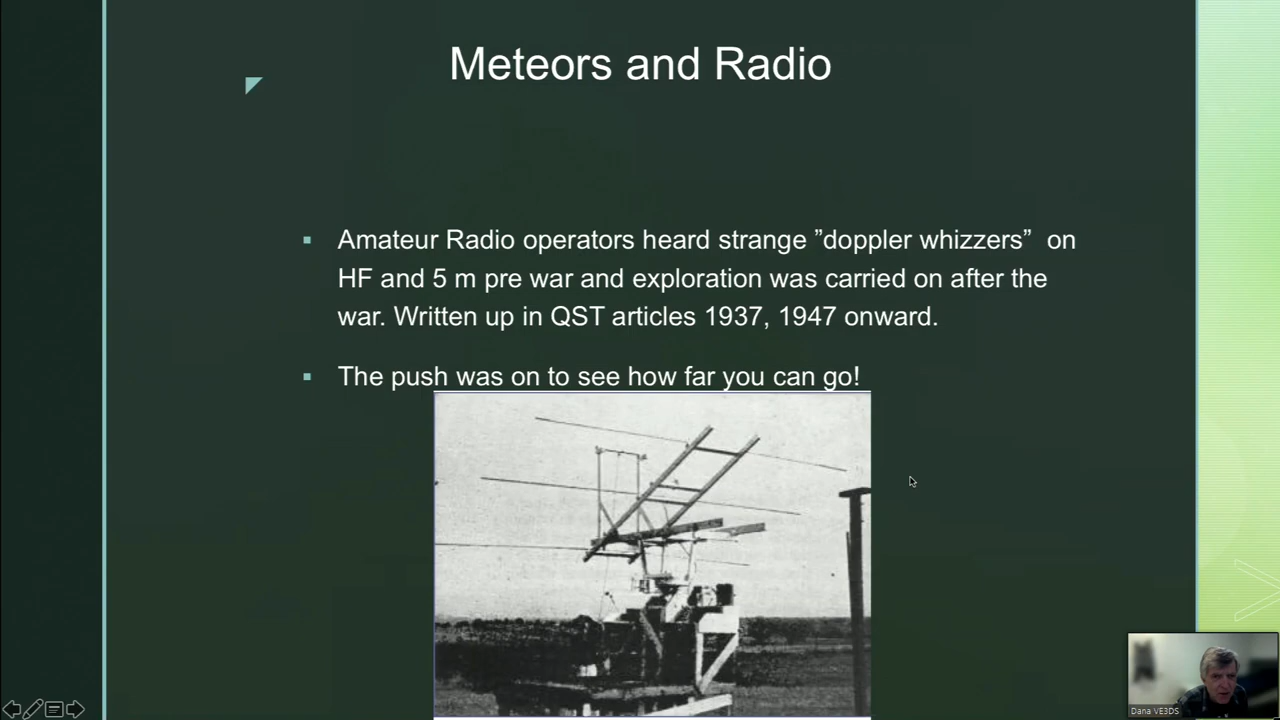 Meteors and Radio
▪ Amateur Radio operators heard strange ”doppler whizzers” on
HF and 5 m pre war and exploration was carried on after the
war. Written up in QST articles 1937, 1947 onward.
▪ The push was on to see how far you can go!
Dana VE3DS